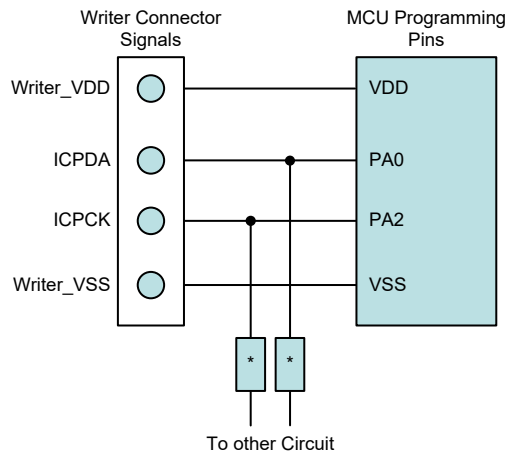 Writer Connector
Signals
MCU Programming
Pins
Writer_VDD
VDD
ICPDA
PA0
ICPCK
PA2
Writer_VSS
VSS
* *
To other Circuit